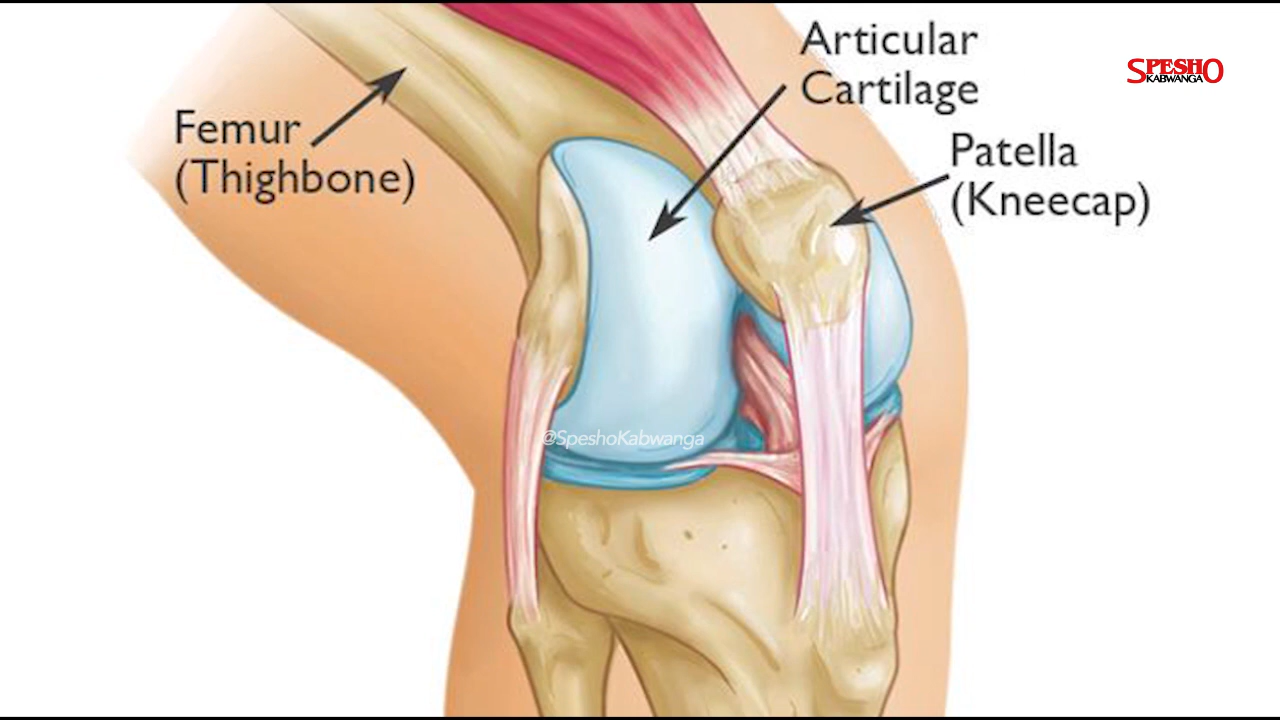 Articular
Cartilage
SPESHO
KABWANGA
Femur
(Thighbone)
Patella
(Kneecap)
@SpeshoKabwanga